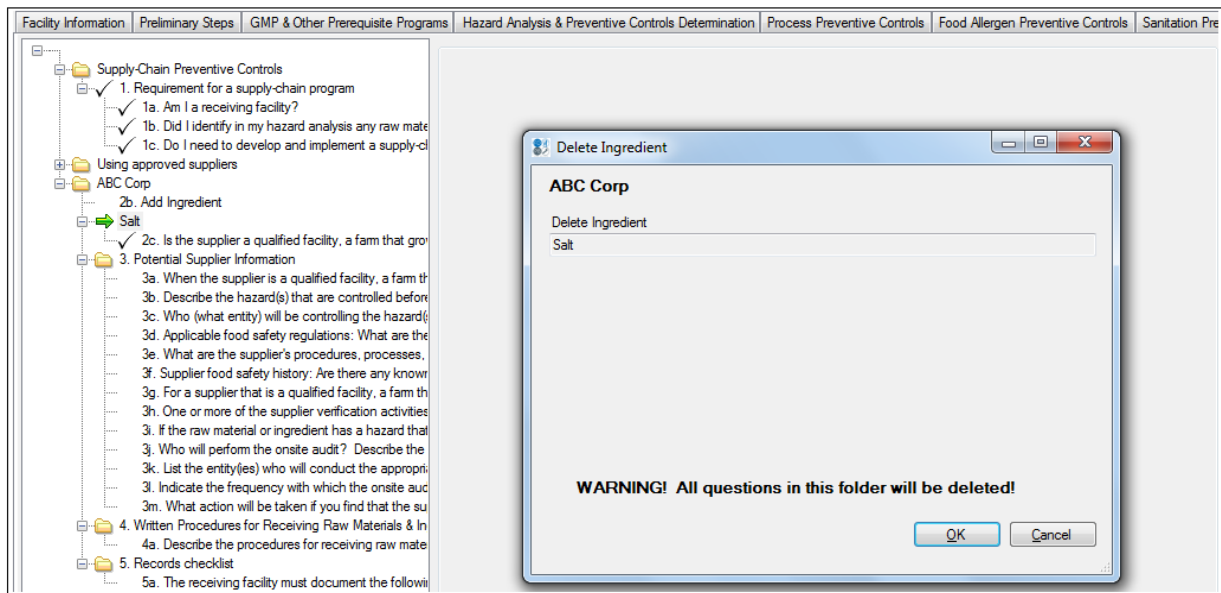 Facility Information Preliminary Steps GMP & Other Prerequisite Programs Hazard Analysis & Preventive Controls Determination Process Preventive Controls Food Allergen Preventive Controls Sanitation Pre
Supply-Chain Preventive Controls
1. Requirement for a supply-chain program
1a. Am I a receiving facility?
1b. Did I identify in my hazard analysis any raw mate
1c. Do I need to develop and implement a supply-cl
Using approved suppliers
ABC Corp
2b. Add Ingredient
Salt
2c. Is the supplier a qualified facility, a farm that grov
3. Potential Supplier Information
3a. When the supplier is a qualified facility, a farm th
3b. Describe the hazard(s) that are controlled before
3c. Who (what entity) will be controlling the hazard(s
3d. Applicable food safety regulations: What are the
3e. What are the supplier's procedures, processes,
3f. Supplier food safety history: Are there any known
3g. For a supplier that is a qualified facility, a farm th
3h. One or more of the supplier verification activities
3i. If the raw material or ingredient has a hazard that
3j. Who will perform the onsite audit? Describe the
3k. List the entity(ies) who will conduct the appropria
3l. Indicate the frequency with which the onsite aud
3m. What action will be taken if you find that the su
4. Written Procedures for Receiving Raw Materials & In
4a. Describe the procedures for receiving raw mate
5. Records checklist
5a. The receiving facility must document the followi
Delete Ingredient
ABC Corp
Delete Ingredient
Salt
WARNING! All questions in this folder will be deleted!
OK Cancel